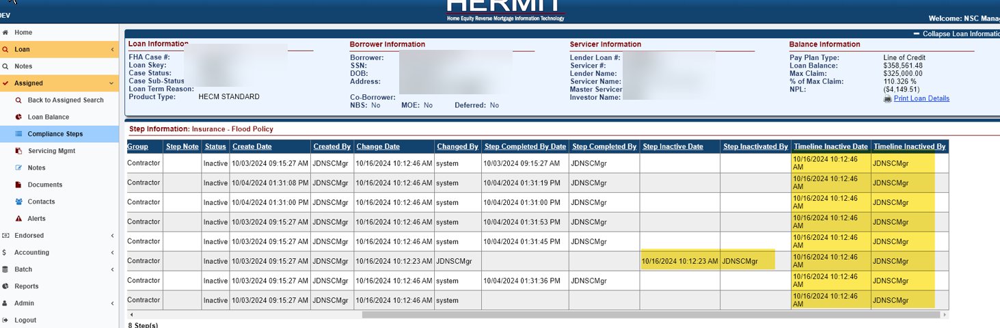 HERMIT
Home Equity Reverse Mortgage Information Technology
DEV
Welcome: NSC Mana
Home
Loan
Notes
Assigned
Back to Assigned Search
Loan Balance
Compliance Steps
Servicing Mgmt
Notes
Documents
Contacts
Alerts
Endorsed
Accounting
Batch
Reports
Admin
Logout
Collapse Loan Informatio
Loan Information
FHA Case #:
Loan Skey:
Case Status:
Case Sub-Status
Loan Term Reason:
Product Type: HECM STANDARD
Borrower Information
Borrower:
SSN:
DOB:
Address:
Co-Borrower:
NBS: No MOE: No Deferred: No
Servicer Information
Lender Loan #:
Servicer #:
Lender Name:
Servicer Name:
Master Servicer
Investor Name:
Balance Information
Pay Plan Type: Line of Credit
Loan Balance: $358,561.48
Max Claim: $325,000.00
% of Max Claim: 110.326 %
NPL: ($4,149.51)
Print Loan Details
Step Information: Insurance - Flood Policy
Group Step Note Status Create Date Created By Change Date Changed By Step Completed By Date Step Completed By Step Inactive Date Step Inactivated By Timeline Inactive Date Timeline Inactived By
Contractor Inactive 10/03/2024 09:15:27 AM JDNSCMgr 10/16/2024 10:12:46 AM system 10/03/2024 09:15:27 AM JDNSCMgr 10/16/2024 10:12:46 AM JDNSCMgr
Contractor Inactive 10/04/2024 01:31:08 PM JDNSCMgr 10/16/2024 10:12:46 AM system 10/04/2024 01:31:19 PM JDNSCMgr 10/16/2024 10:12:46 AM JDNSCMgr
Contractor Inactive 10/04/2024 01:31:00 PM JDNSCMgr 10/16/2024 10:12:46 AM system 10/04/2024 01:31:00 PM JDNSCMgr 10/16/2024 10:12:46 AM JDNSCMgr
Contractor Inactive 10/03/2024 09:15:27 AM JDNSCMgr 10/16/2024 10:12:46 AM system 10/04/2024 01:31:53 PM JDNSCMgr 10/16/2024 10:12:46 AM JDNSCMgr
Contractor Inactive 10/03/2024 09:15:27 AM JDNSCMgr 10/16/2024 10:12:46 AM system 10/04/2024 01:31:45 PM JDNSCMgr 10/16/2024 10:12:46 AM JDNSCMgr
Contractor Inactive 10/03/2024 09:15:27 AM JDNSCMgr 10/16/2024 10:12:23 AM JDNSCMgr 10/16/2024 10:12:23 AM JDNSCMgr 10/16/2024 10:12:46 AM JDNSCMgr
Contractor Inactive 10/03/2024 09:15:27 AM JDNSCMgr 10/16/2024 10:12:46 AM system 10/04/2024 01:31:36 PM JDNSCMgr 10/16/2024 10:12:46 AM JDNSCMgr
Contractor Inactive 10/03/2024 09:15:27 AM JDNSCMgr 10/16/2024 10:12:46 AM system 10/16/2024 10:12:46 AM JDNSCMgr
8 Step(s)